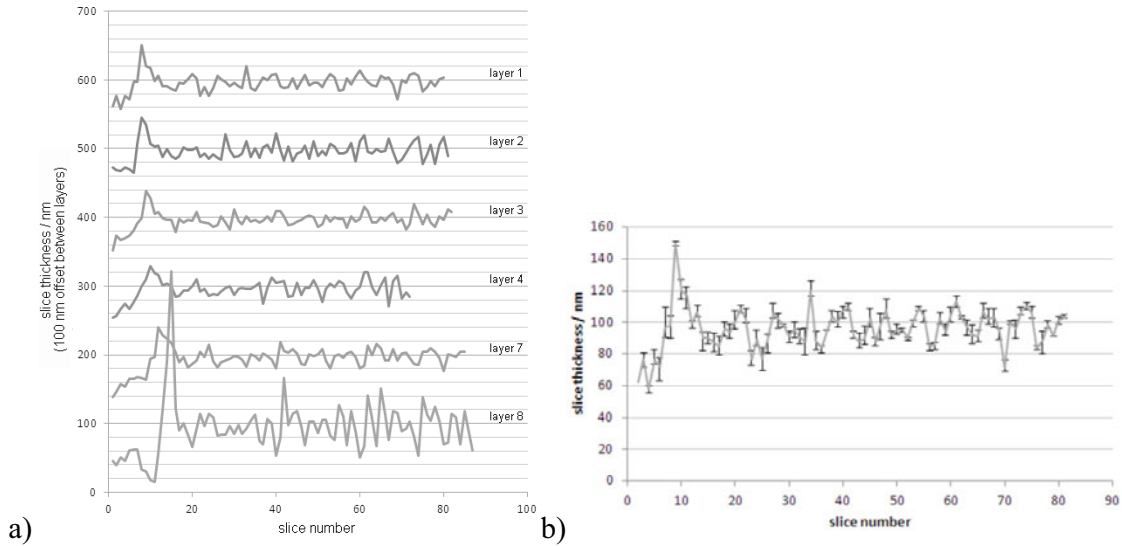 700
600
500
400
300
200
100
0
slice thickness / nm
(100 nm offset between layers)
layer 1
layer 2
layer 3
layer 4
layer 7
layer 8
0 20 40 60 80 100
slice number
a)
160
140
120
100
80
60
40
20
0
slice thickness / nm
0 10 20 30 40 50 60 70 80 90
slice number
b)